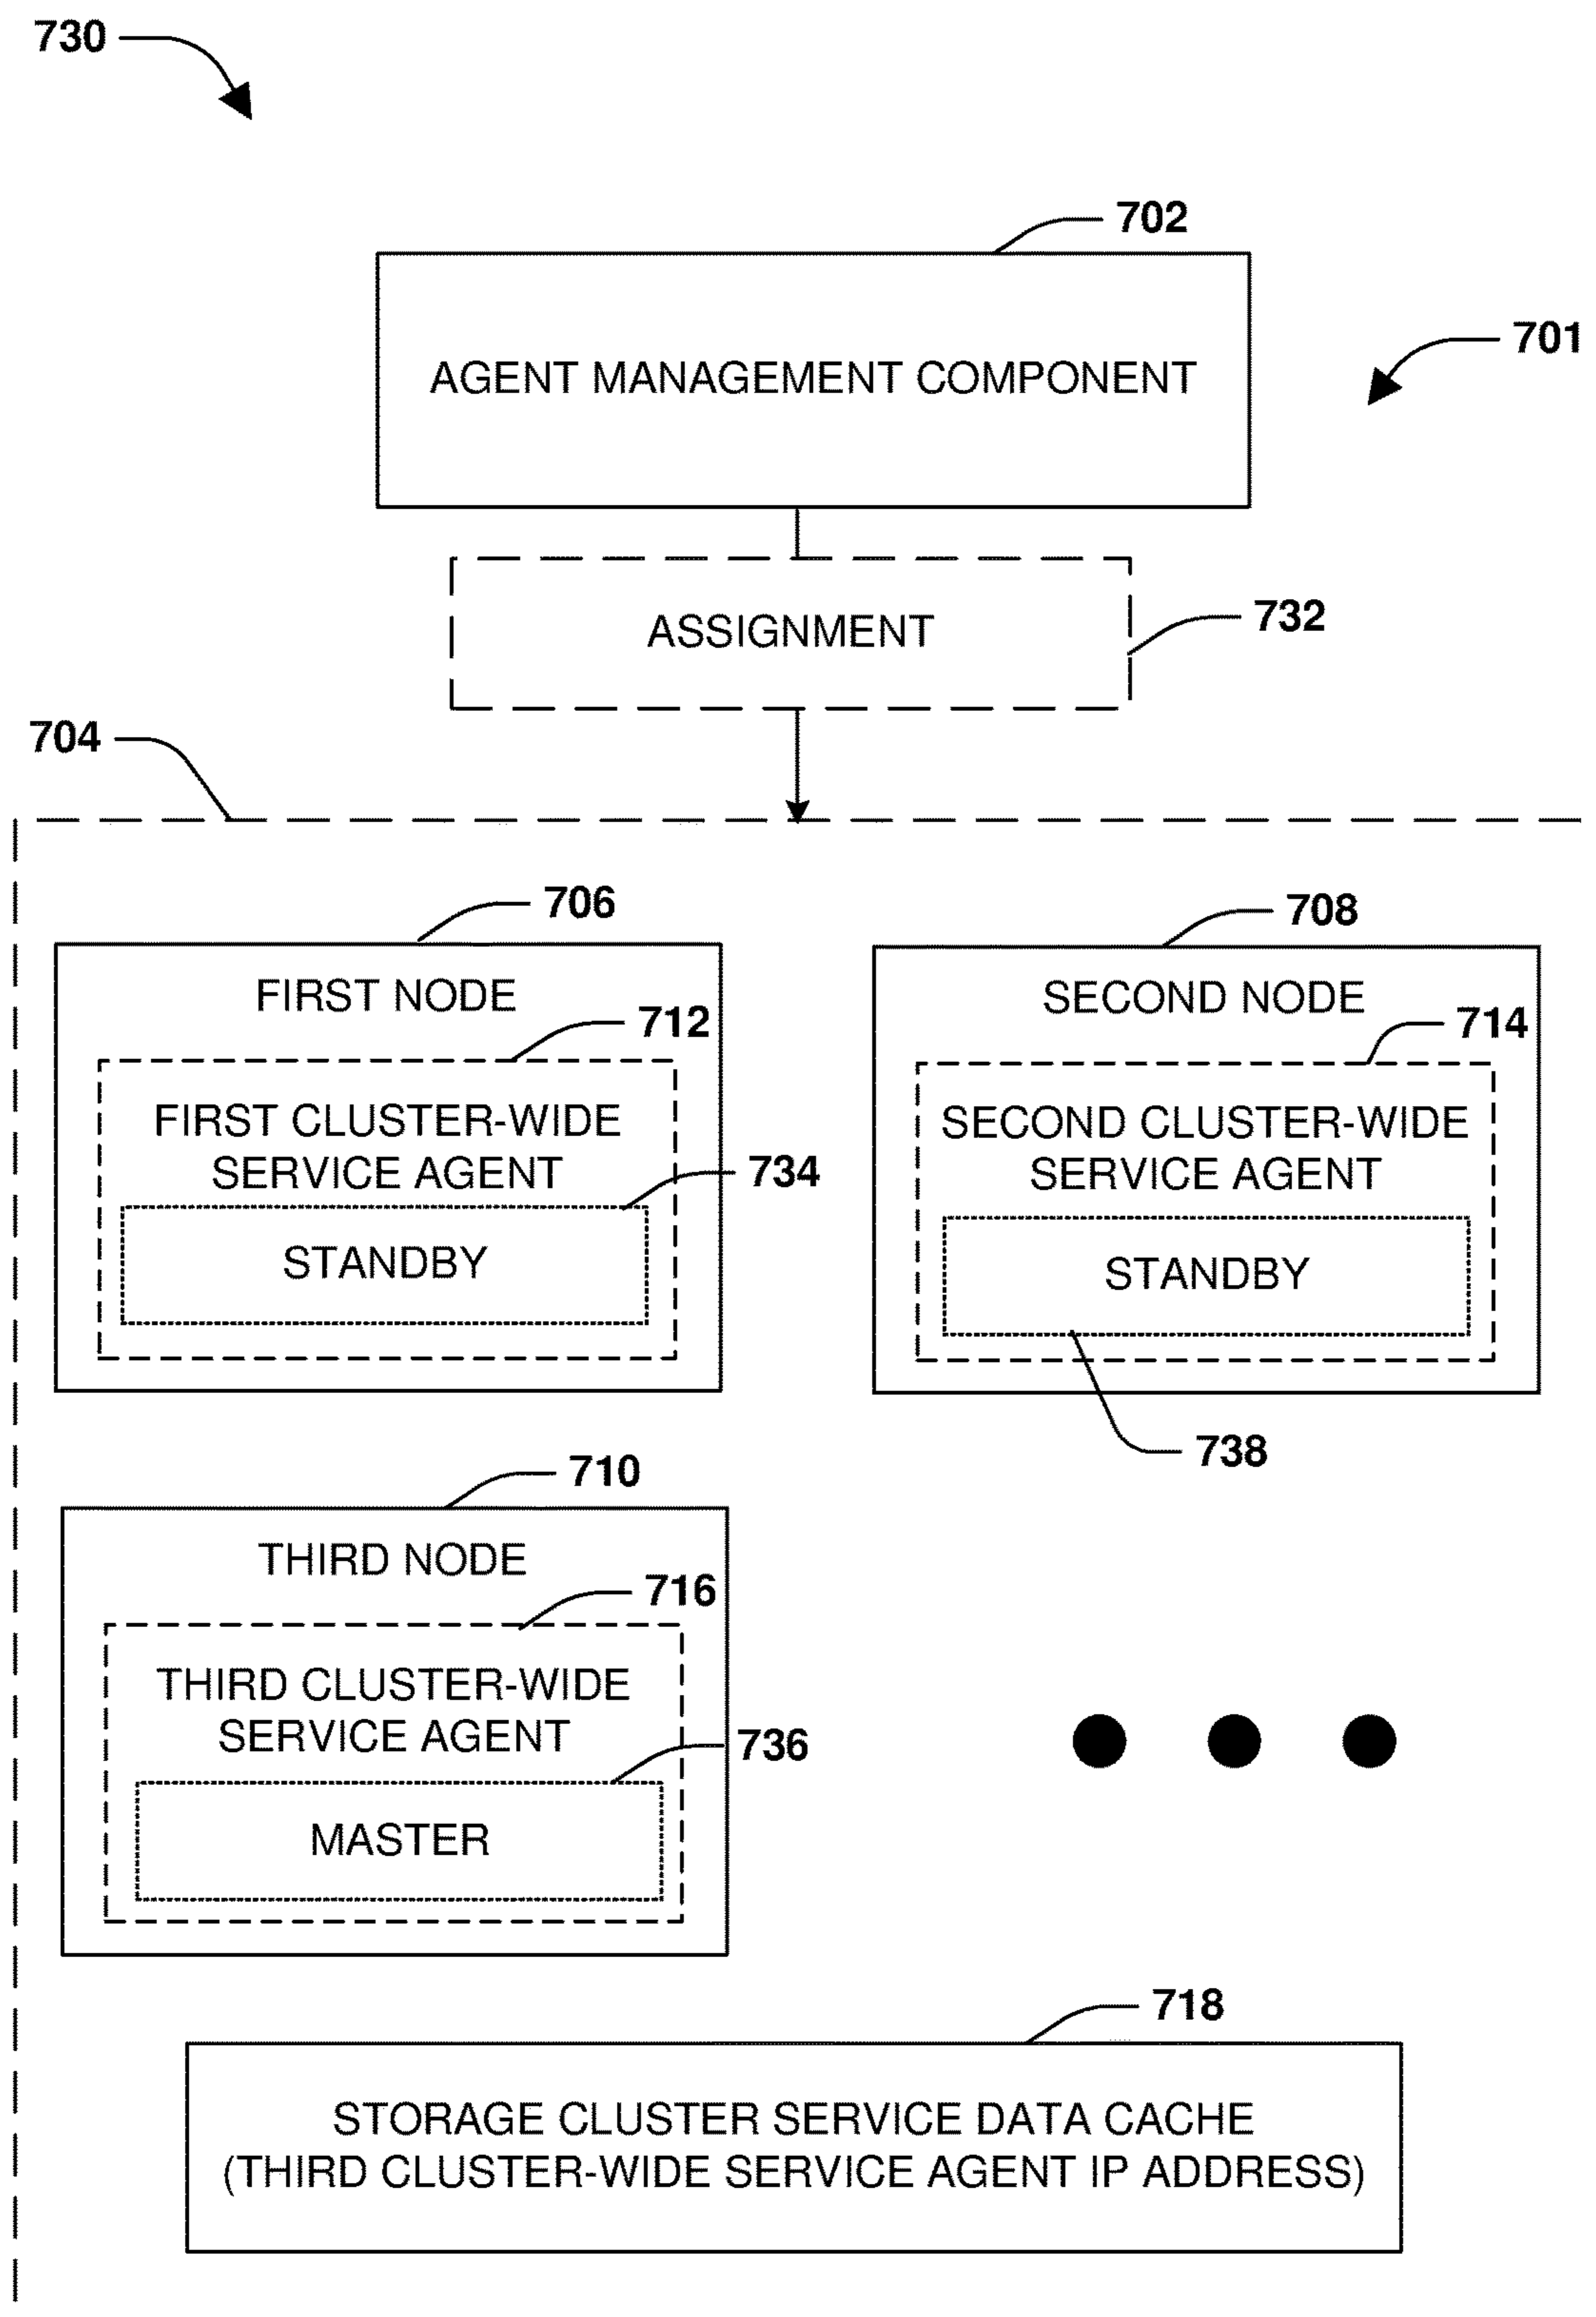 730
702
701
AGENT MANAGEMENT COMPONENT
ASSIGNMENT
732
704
706
708
FIRST NODE
SECOND NODE
712
714
FIRST CLUSTER-WIDE
SERVICE AGENT
734
STANDBY
SECOND CLUSTER-WIDE
SERVICE AGENT
STANDBY
738
710
THIRD NODE
716
THIRD CLUSTER-WIDE
SERVICE AGENT
736
MASTER
718
STORAGE CLUSTER SERVICE DATA CACHE
(THIRD CLUSTER-WIDE SERVICE AGENT IP ADDRESS)